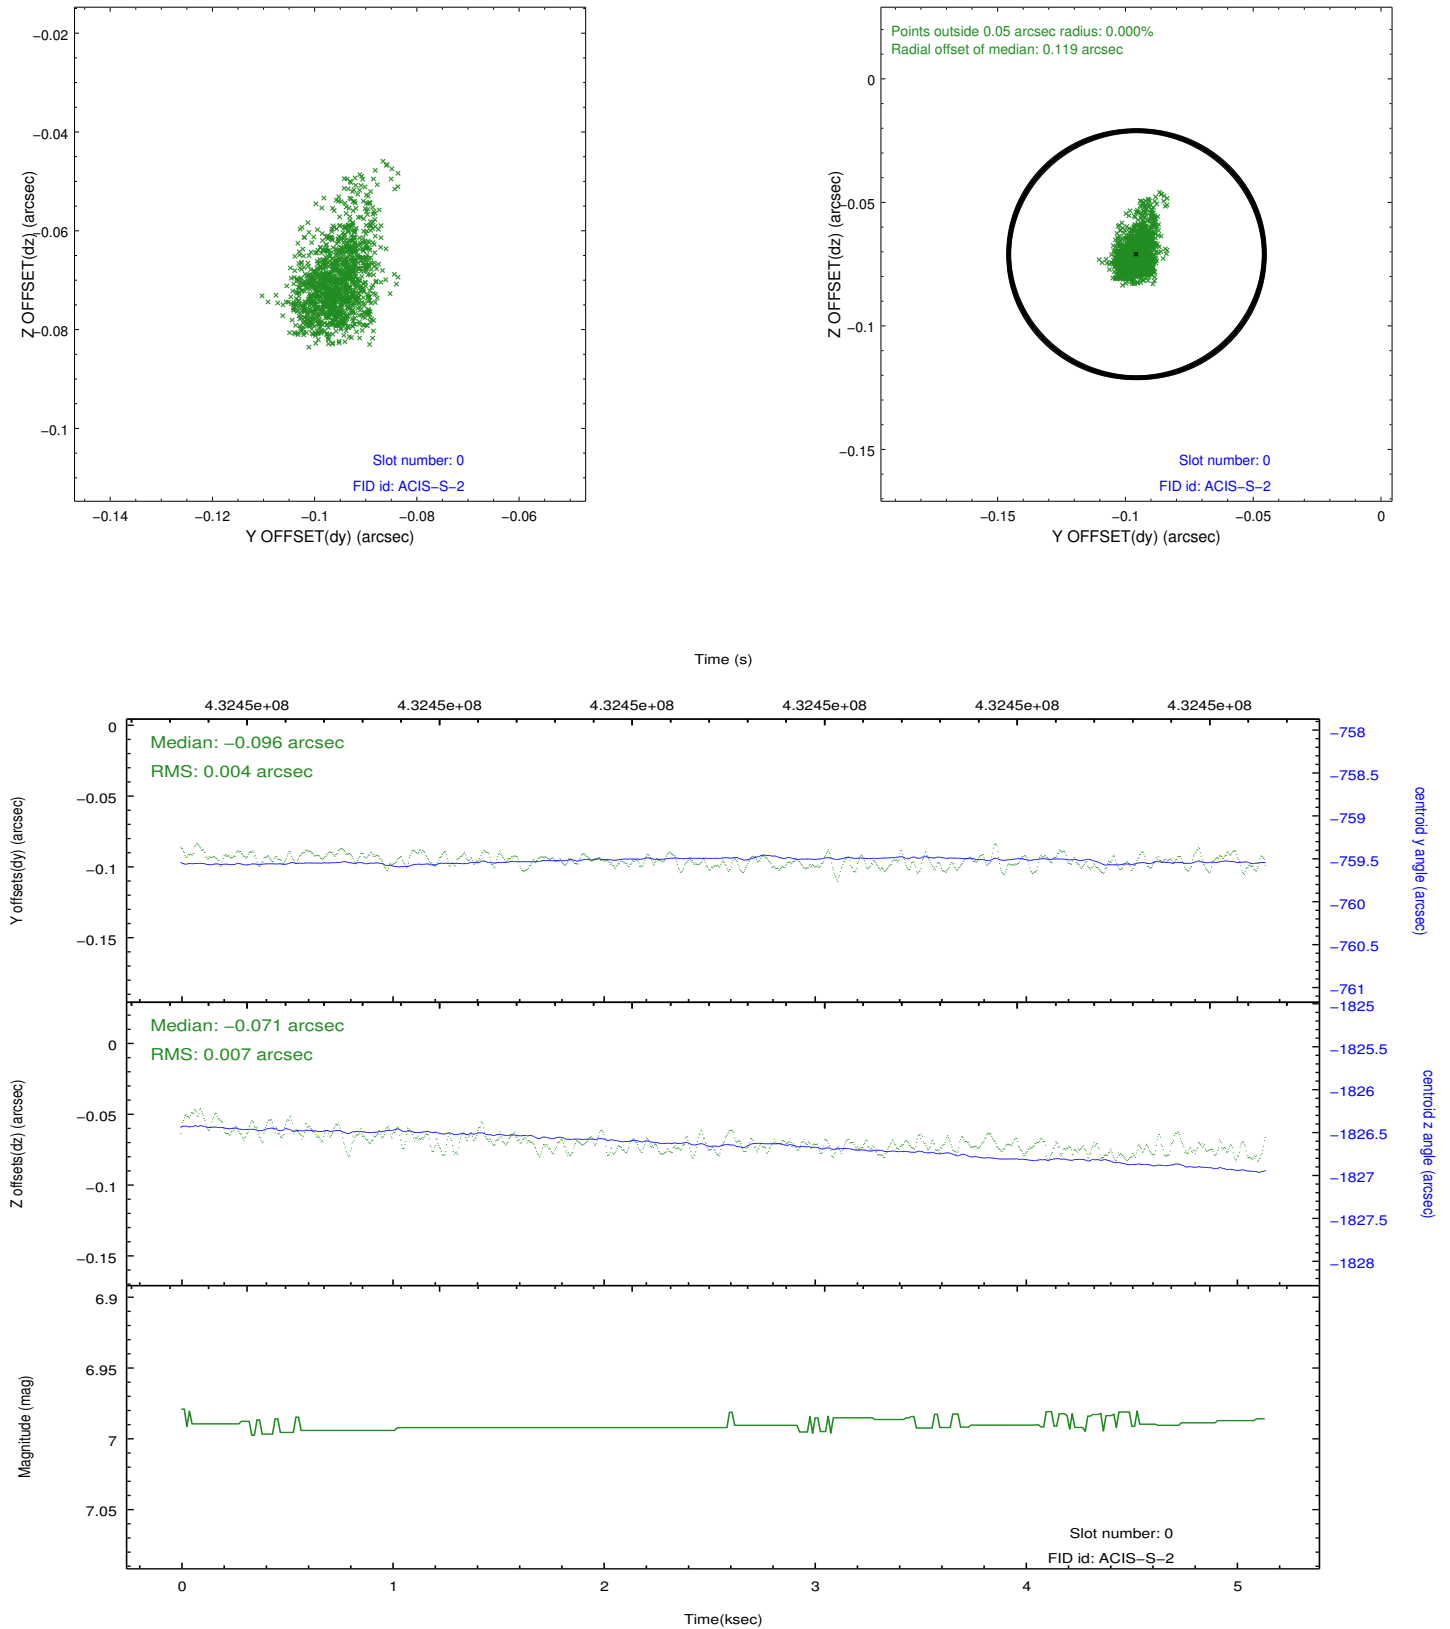 −0.02
−0.04
−0.06
−0.08
−0.1
Z OFFSET(dz) (arcsec)
Slot number: 0
FID id: ACIS−S−2
−0.14 −0.12 −0.1 −0.08 −0.06
Y OFFSET(dy) (arcsec)
Points outside 0.05 arcsec radius: 0.000%
Radial offset of median: 0.119 arcsec
0
−0.05
−0.1
−0.15
Z OFFSET(dz) (arcsec)
Slot number: 0
FID id: ACIS−S−2
−0.15 −0.1 −0.05 0
Y OFFSET(dy) (arcsec)
Time (s)
4.3245e+08 4.3245e+08 4.3245e+08 4.3245e+08 4.3245e+08 4.3245e+08
Median: −0.096 arcsec
RMS: 0.004 arcsec
0
−0.05
−0.1
−0.15
Y offsets(dy) (arcsec)
−758
−758.5
−759
−759.5
−760
−760.5
−761
centroid y angle (arcsec)
Median: −0.071 arcsec
RMS: 0.007 arcsec
0
−0.05
−0.1
−0.15
Z offsets(dz) (arcsec)
−1825
−1825.5
−1826
−1826.5
−1827
−1827.5
−1828
centroid z angle (arcsec)
6.9
6.95
7
7.05
Magnitude (mag)
Slot number: 0
FID id: ACIS−S−2
0 1 2 3 4 5
Time(ksec)